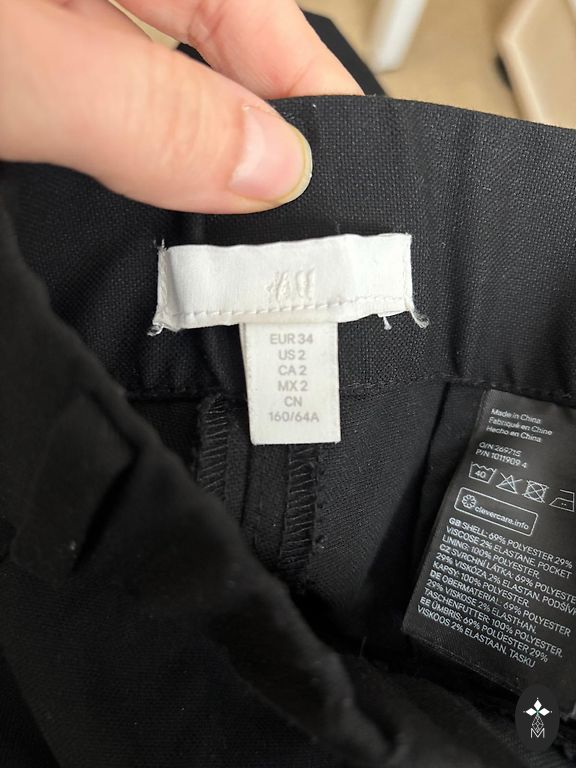 H&M
EUR 34
US 2
CA 2
MX 2
CN
160/64A
Made in China
Fabriqué en Chine
Hecho en China
O/N 269715
P/N 1011909 4
40
clevercare.info
GB SHELL: 69% POLYESTER 29%
VISCOSE 2% ELASTANE. POCKET
LINING: 100% POLYESTER.
CZ SVRCHNÍ LÁTKA: 69% POLYESTER
29% VISKÓZA 2% ELASTAN. PODŠÍV
KAPSY: 100% POLYESTER.
DE OBERMATERIAL: 69% POLYESTER
29% VISKOSE 2% ELASTHAN.
TASCHENFUTTER: 100% POLYESTER.
EE ÜMBRIS: 69% POLÜESTER 29%
VISKOOS 2% ELASTAAN. TASKU
M